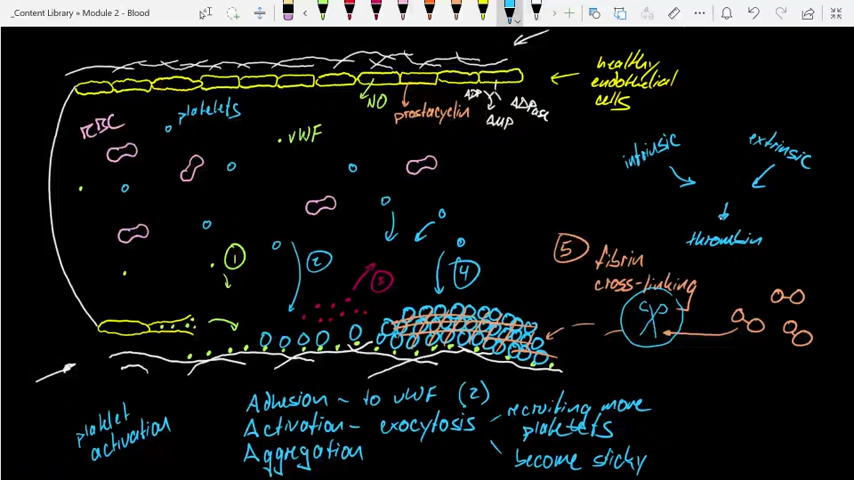 _Content Library » Module 2 - Blood
healthy
endothelial
cells
NO
prostacyclin
ADP
ADPase
AMP
RBC
platelets
vWF
intrinsic
extrinsic
thrombin
1
2
3
4
5
fibrin
cross-linking
platelet
activation
Adhesion - to vWF (2)
Activation - exocytosis
Aggregation
recruiting more
platelets
become sticky